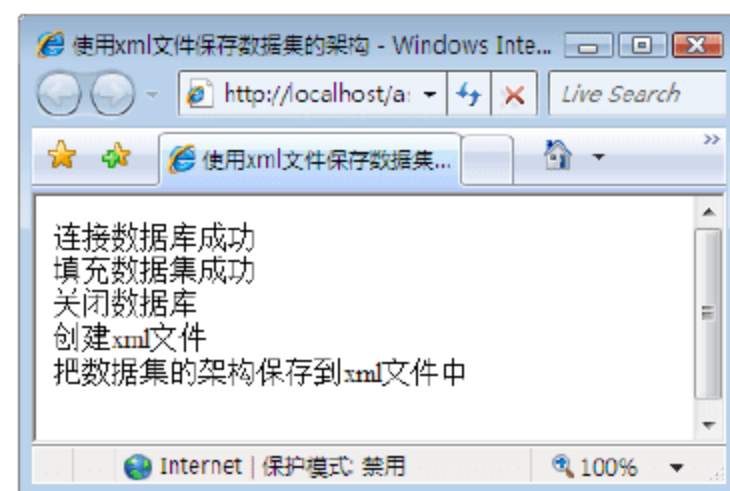 使用xml文件保存数据集的架构 - Windows Inte...
http://localhost/a
Live Search
使用xml文件保存数据集...
连接数据库成功
填充数据集成功
关闭数据库
创建xml文件
把数据集的架构保存到xml文件中
Internet | 保护模式: 禁用
100%